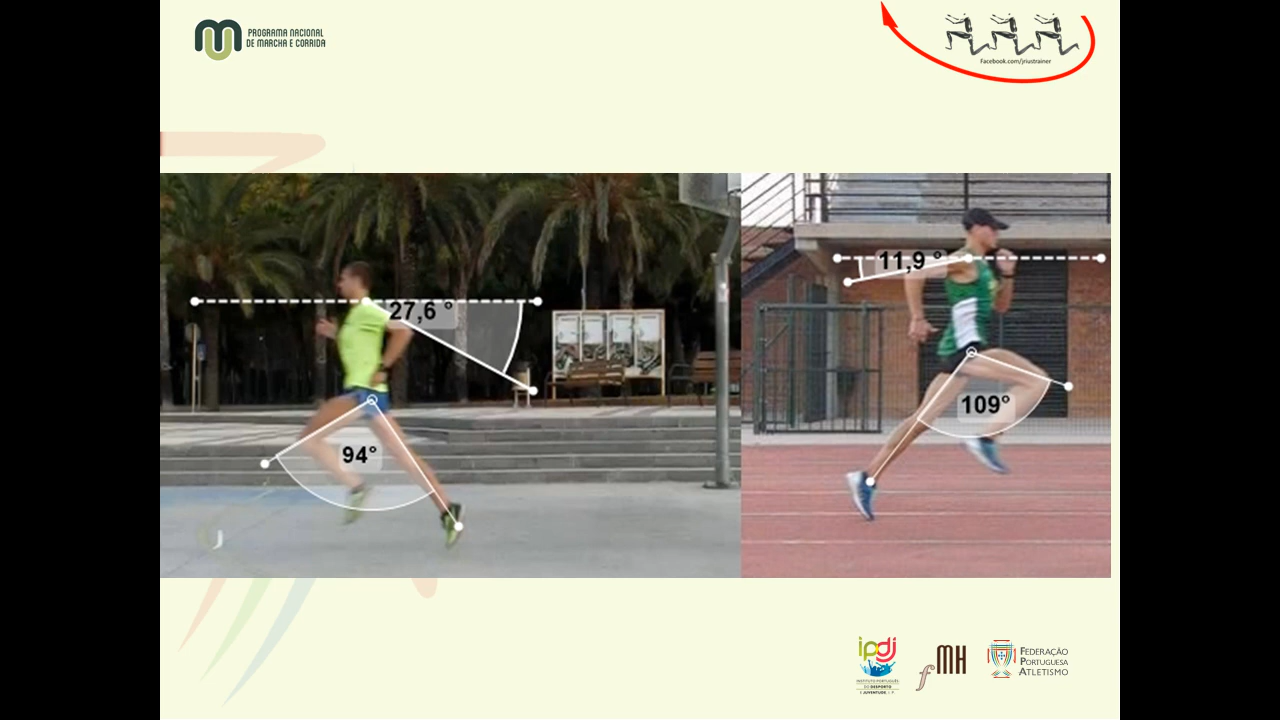 PROGRAMA NACIONAL
DE MARCHA E CORRIDA
Facebook.com/jriustrainer
27,6 °
94°
11,9 °
109°
ipdj
INSTITUTO PORTUGUÊS
DO DESPORTO
E JUVENTUDE
fMH
FEDERAÇÃO
PORTUGUESA
ATLETISMO